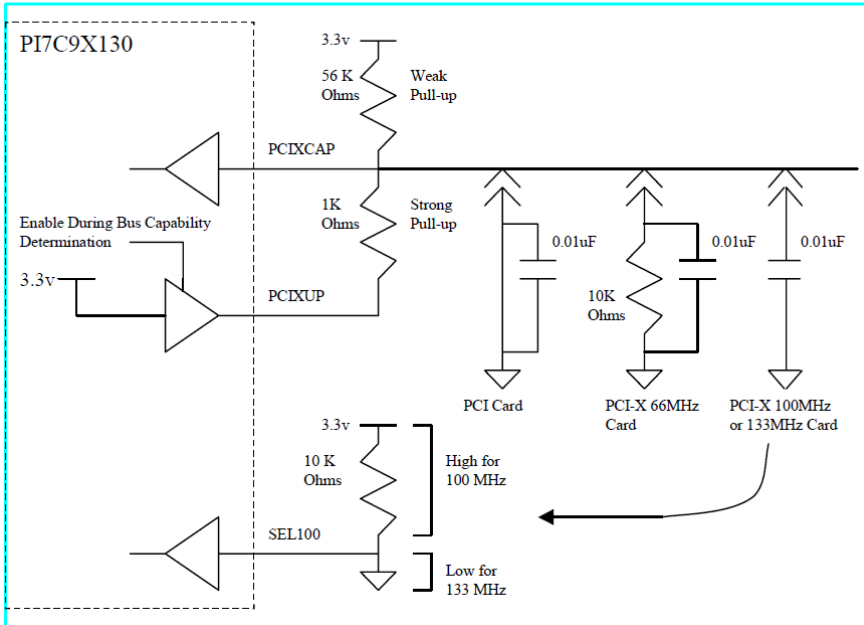 PI7C9X130
3.3v
56 K
Ohms
Weak
Pull-up
PCIXCAP
1K
Ohms
Strong
Pull-up
Enable During Bus Capability
Determination
3.3v
PCIXUP
0.01uF
0.01uF
0.01uF
10K
Ohms
PCI Card
PCI-X 66MHz
Card
PCI-X 100MHz
or 133MHz Card
3.3v
10 K
Ohms
High for
100 MHz
SEL100
Low for
133 MHz